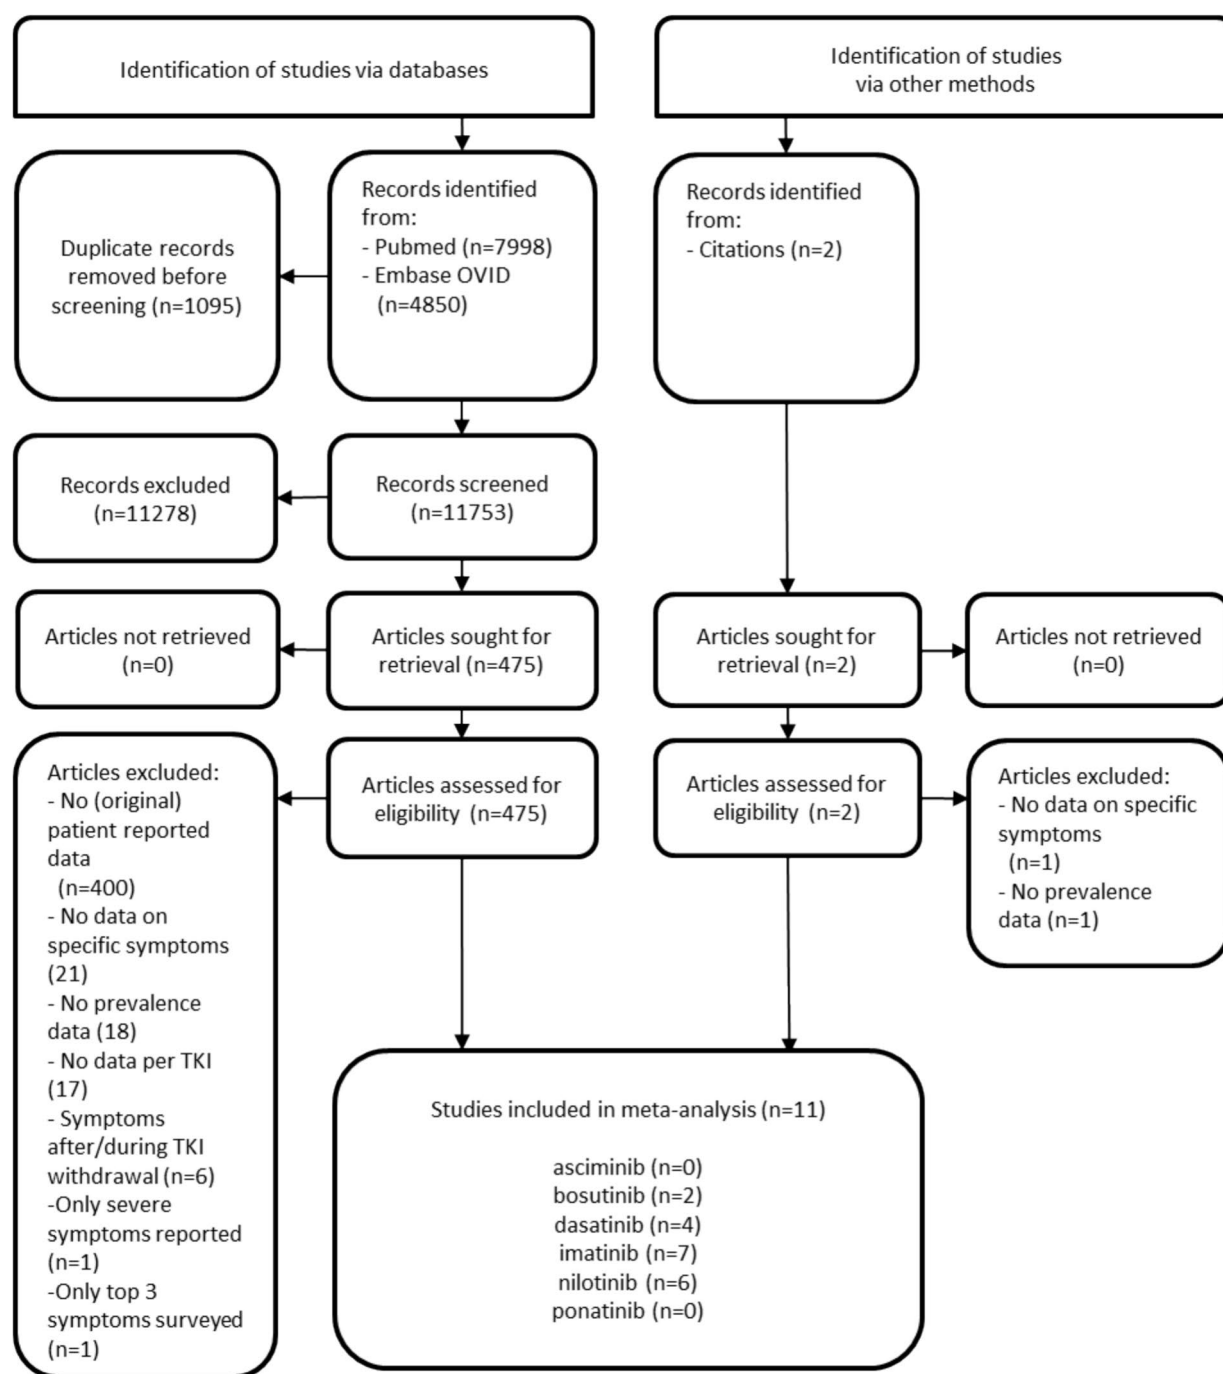 Identification of studies via databases
Identification of studies
via other methods
Duplicate records
removed before
screening (n=1095)
Records identified
from:
- Pubmed (n=7998)
- Embase OVID
(n=4850)
Records identified
from:
- Citations (n=2)
Records excluded
(n=11278)
Records screened
(n=11753)
Articles not retrieved
(n=0)
Articles sought for
retrieval (n=475)
Articles sought for
retrieval (n=2)
Articles not retrieved
(n=0)
Articles excluded:
- No (original)
patient reported
data
(n=400)
- No data on
specific symptoms
(21)
- No prevalence
data (18)
- No data per TKI
(17)
- Symptoms
after/during TKI
withdrawal (n=6)
-Only severe
symptoms reported
(n=1)
-Only top 3
symptoms surveyed
(n=1)
Articles assessed for
eligibility (n=475)
Articles assessed for
eligibility (n=2)
Articles excluded:
- No data on specific
symptoms
(n=1)
- No prevalence
data (n=1)
Studies included in meta-analysis (n=11)
asciminib (n=0)
bosutinib (n=2)
dasatinib (n=4)
imatinib (n=7)
nilotinib (n=6)
ponatinib (n=0)